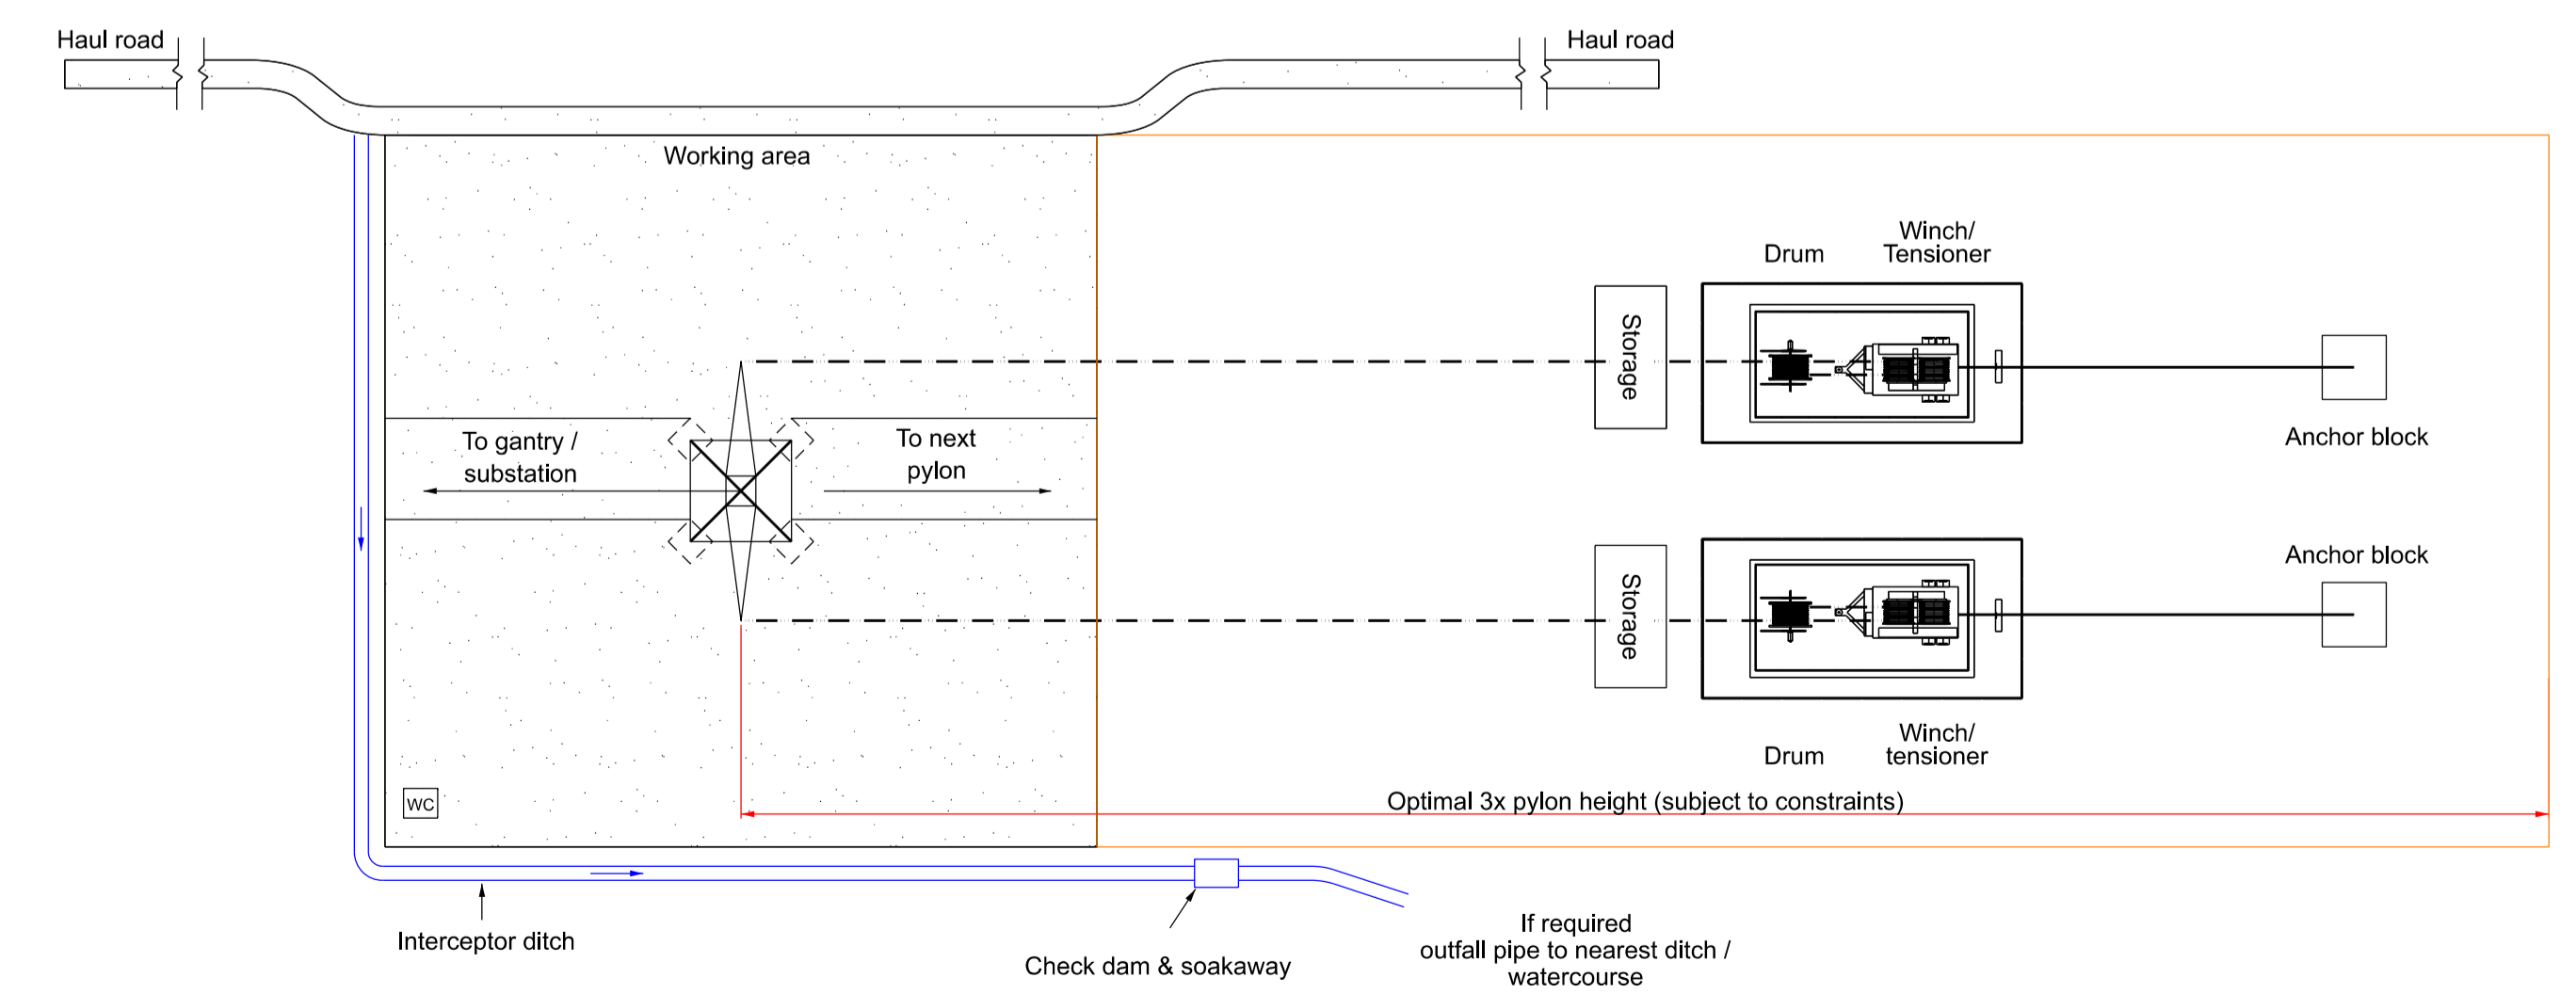 Haul road
Haul road
Working area
Winch/
Drum
Tensioner
Storage
To gantry /
substation
To next
pylon
Anchor block
Anchor block
Storage
Winch/
Drum
tensioner
WC
Optimal 3x pylon height (subject to constraints)
Interceptor ditch
Check dam & soakaway
If required
outfall pipe to nearest ditch /
watercourse